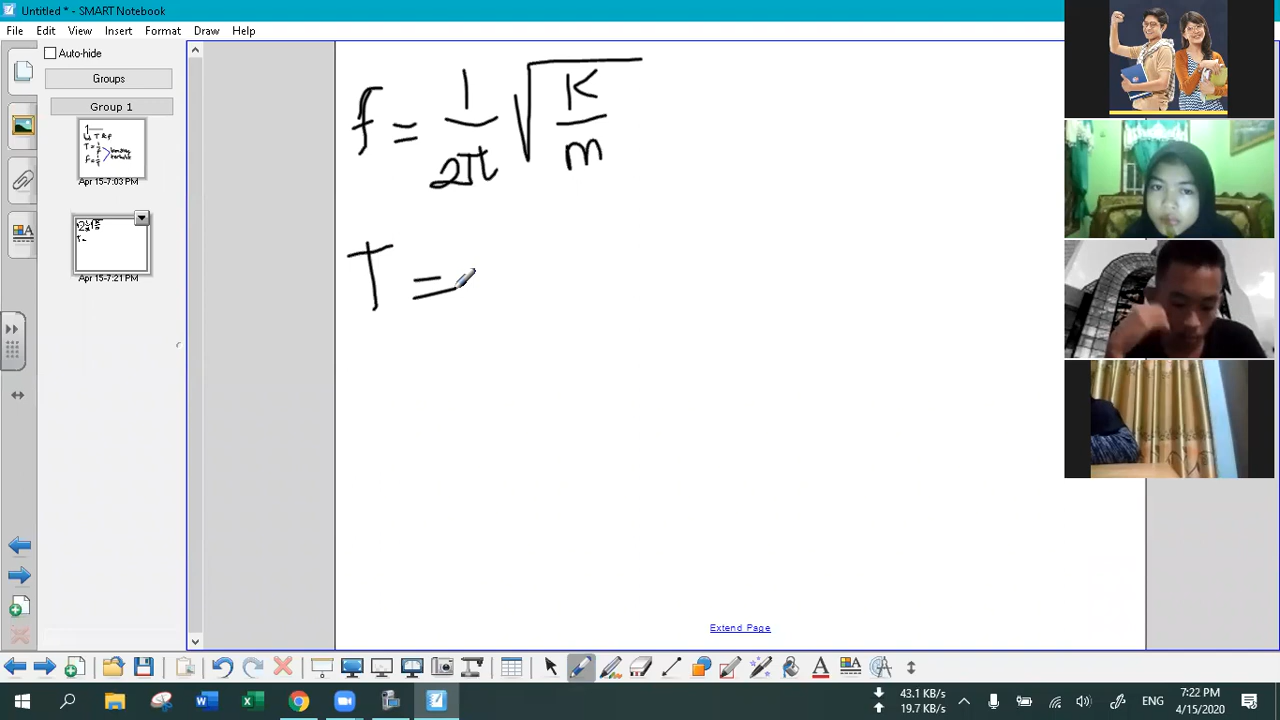 Untitled * - SMART Notebook
File Edit View Insert Format Draw Help
Auto-hide
Groups
Group 1
Apr 15-7:03 PM
Apr 15-7:21 PM
f = 1/2π √K/m
T =
Extend Page
43.1 KB/s
19.7 KB/s
ENG
7:22 PM
4/15/2020